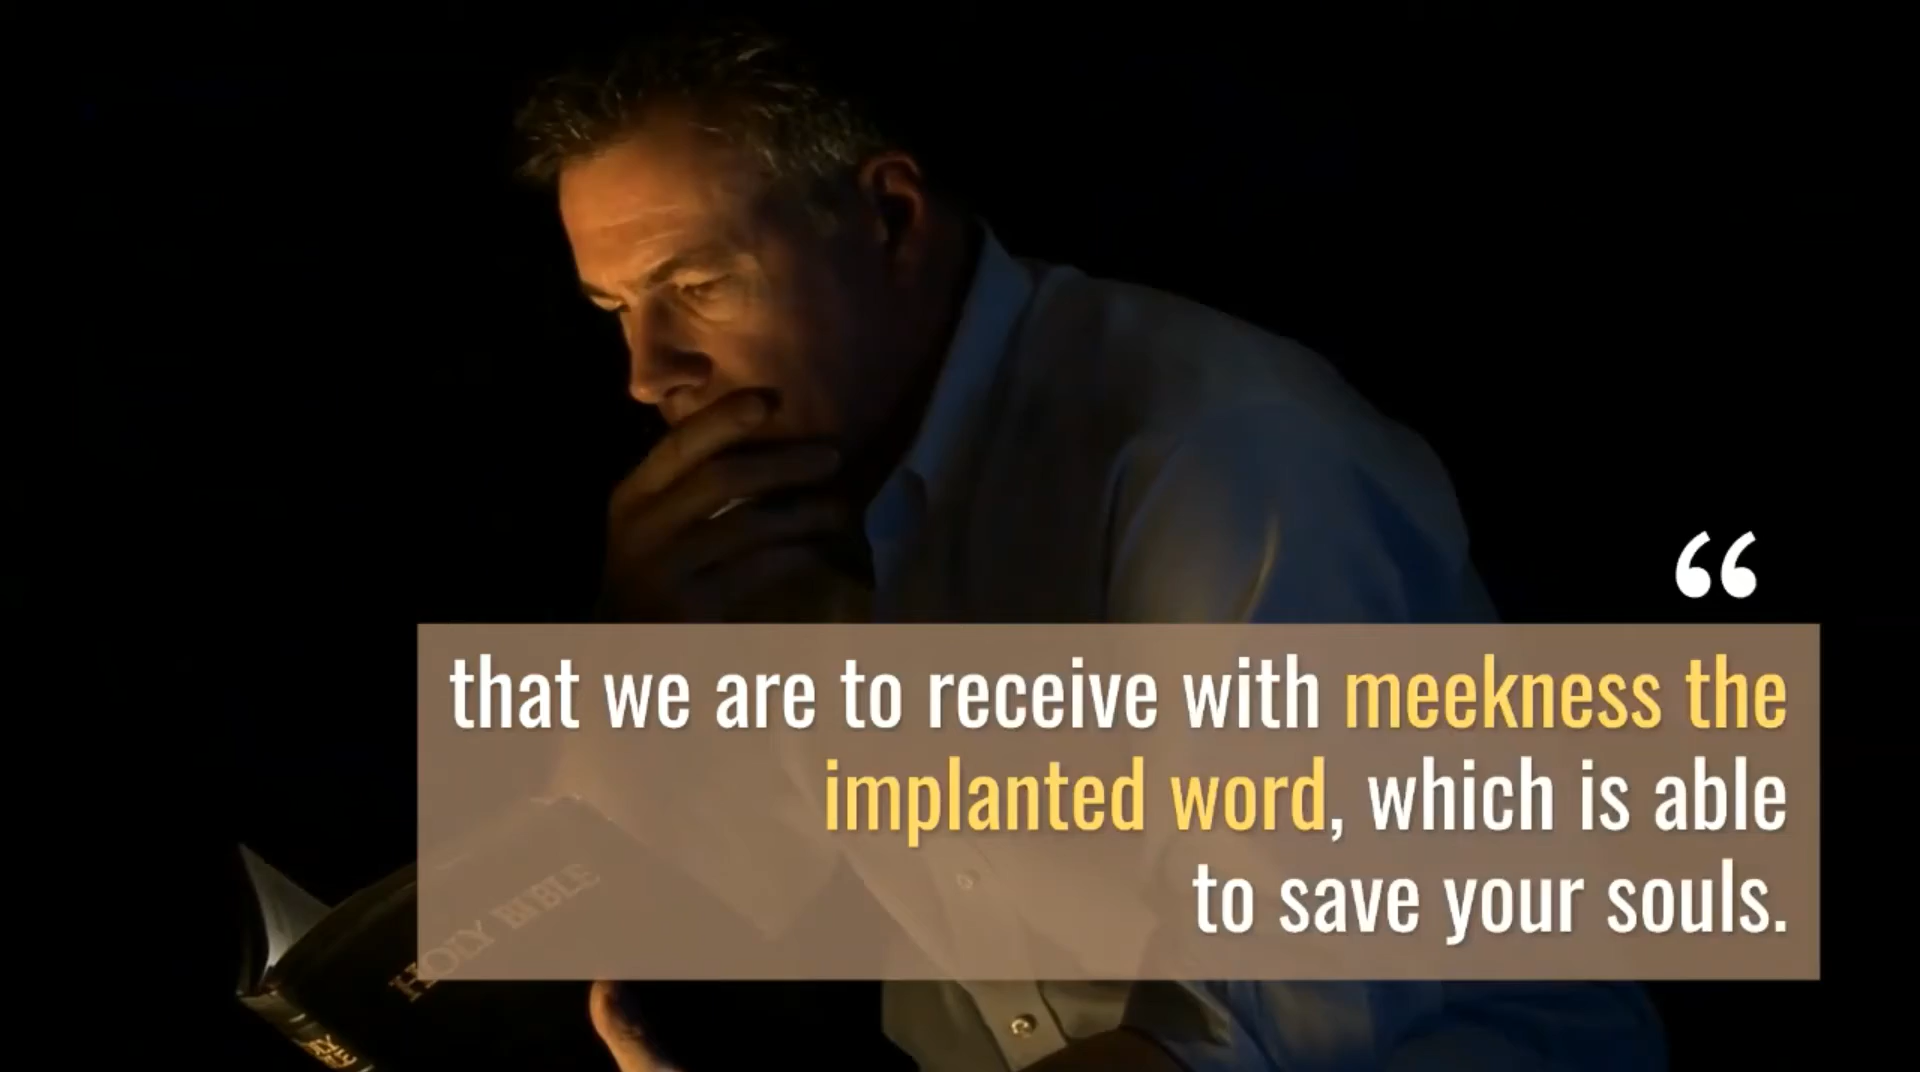 “
that we are to receive with meekness the
implanted word, which is able
to save your souls.
HOLY BIBLE